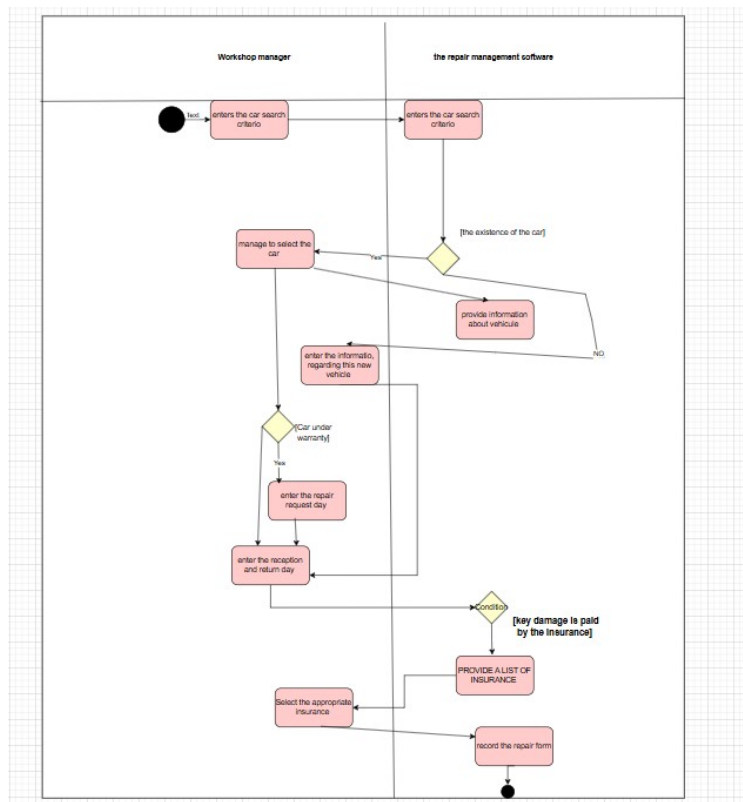 Workshop manager
the repair management software
Text
enters the car search
criterio
enters the car search
criterio
[the existence of the car]
manage to select the
car
Yes
provide information
about vehicule
NO
enter the informatio,
regarding this new
vehicle
[Car under
warranty]
Yes
enter the repair
request day
enter the reception
and return day
Condition
[key damage is paid
by the insurance]
PROVIDE A LIST OF
INSURANCE
Select the appropriate
insurance
record the repair form